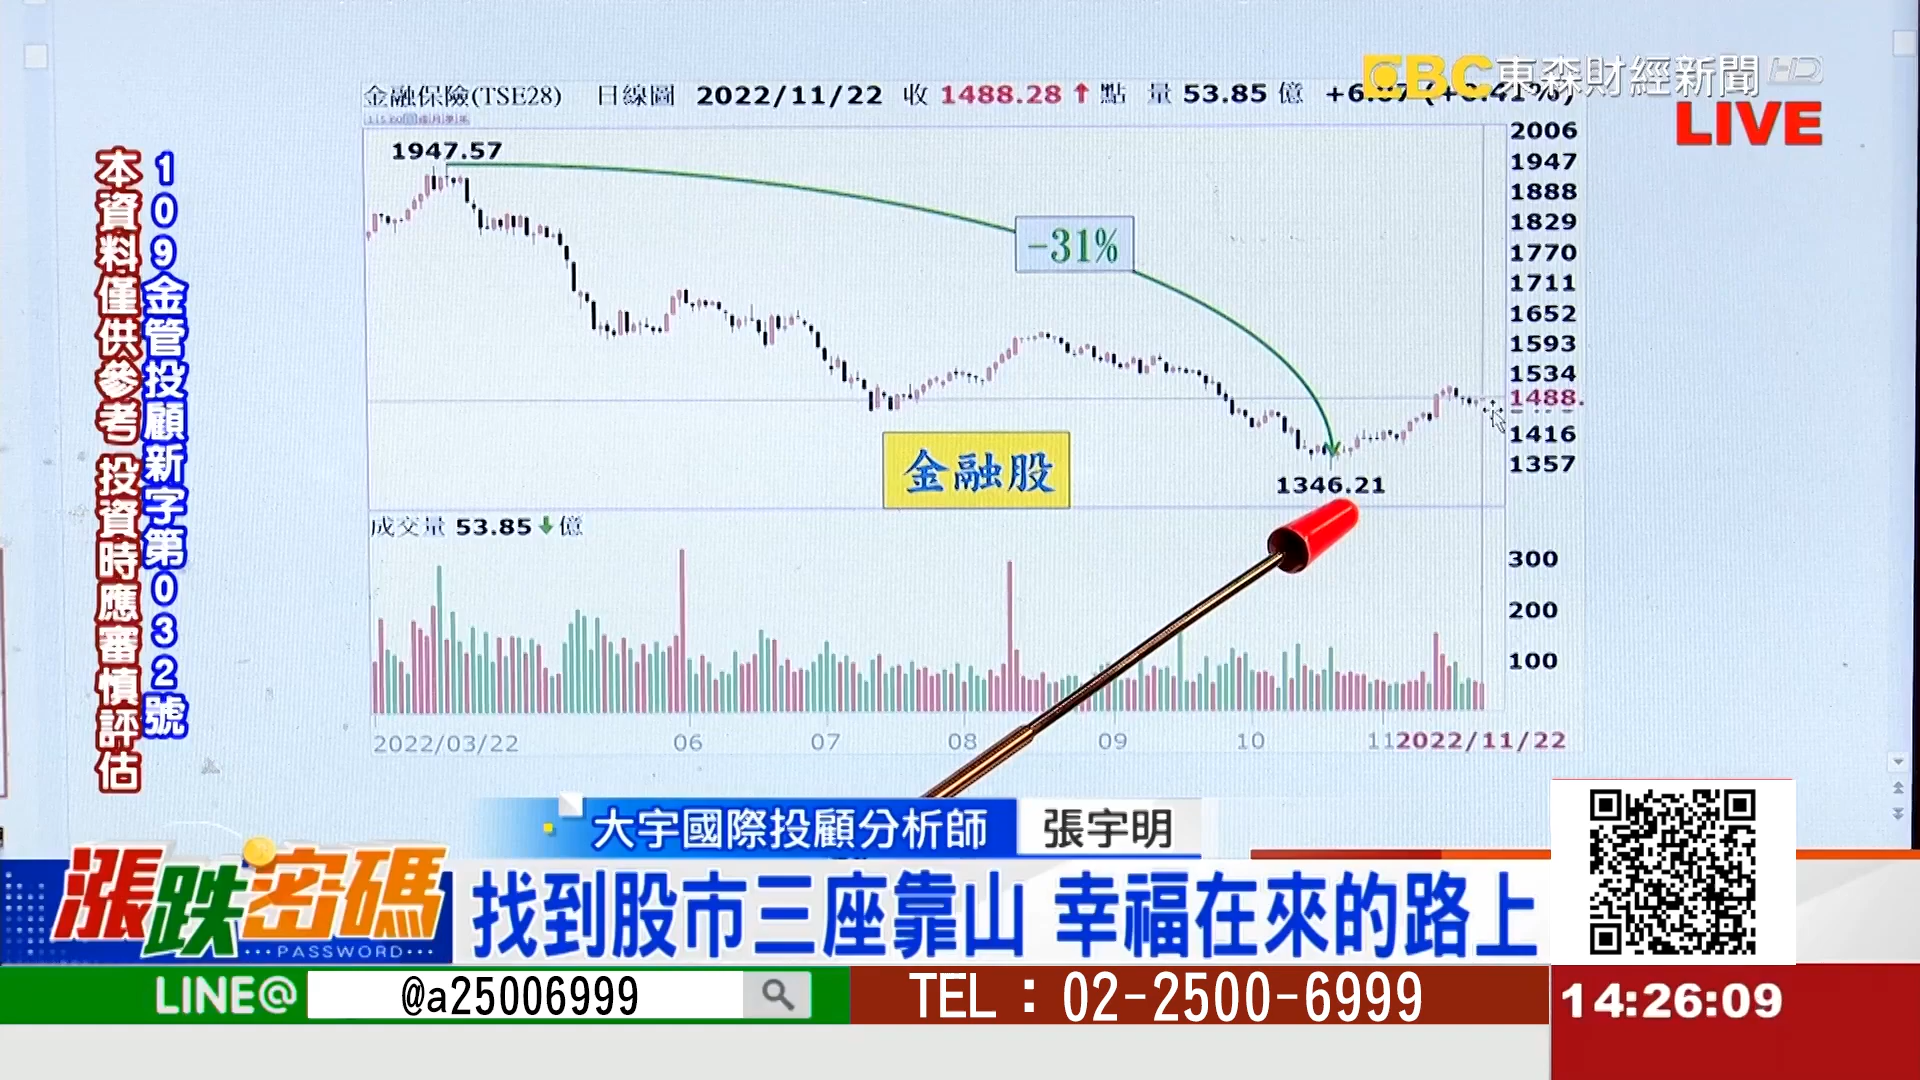 金融保險(TSE28) 日線圖 2022/11/22 收 1488.28↑點 量 53.85 億
EBC東森財經新聞 HD
LIVE
1947.57
-31%
1346.21
金融股
2006
1947
1888
1829
1770
1711
1652
1593
1534
1488.
1416
1357
成交量 53.85↓億
300
200
100
2022/03/22 06 07 08 09 10 11 2022/11/22
109金管投顧新字第032號
本資料僅供參考 投資時應審慎評估
大宇國際投顧分析師 張宇明
漲跌密碼
PASSWORD
找到股市三座靠山 幸福在來的路上
LINE@ @a25006999 TEL：02-2500-6999
14:26:09